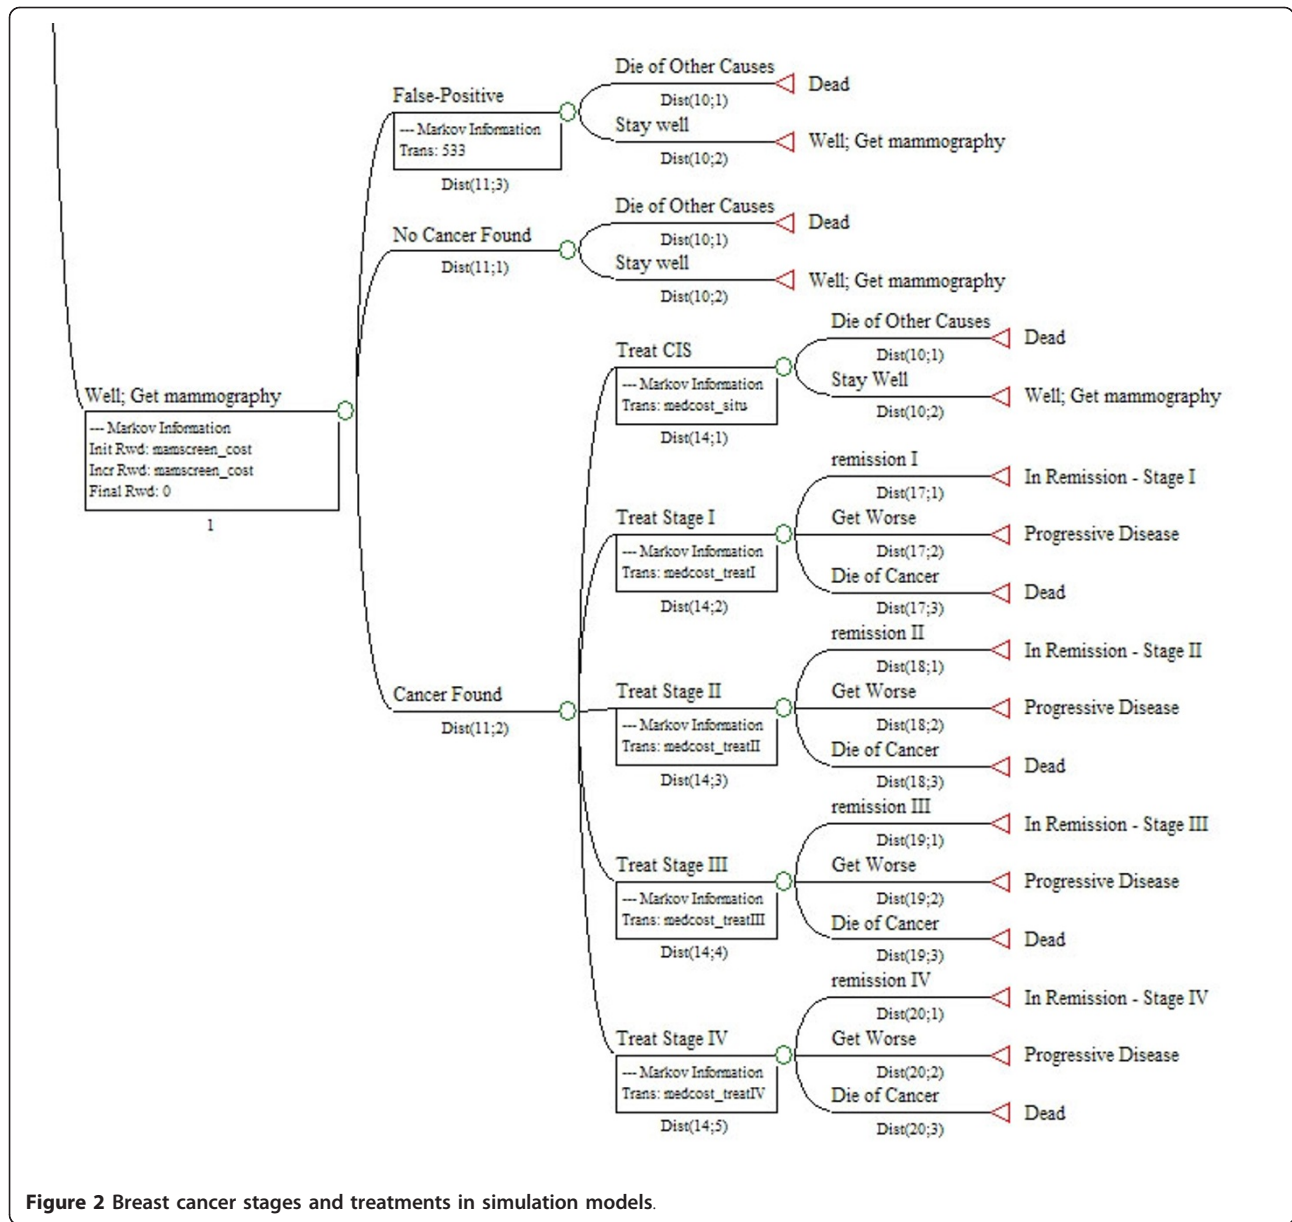 Die of Other Causes
Dist(10;1)
Dead
False-Positive
--- Markov Information
Trans: 533
Dist(11;3)
Stay well
Dist(10;2)
Well; Get mammography
Die of Other Causes
Dist(10;1)
Dead
No Cancer Found
Dist(11;1)
Stay well
Dist(10;2)
Well; Get mammography
Die of Other Causes
Dist(10;1)
Dead
Treat CIS
--- Markov Information
Trans: medcost_situ
Dist(14;1)
Stay Well
Dist(10;2)
Well; Get mammography
Well; Get mammography
--- Markov Information
Init Rwd: mamscreen_cost
Incr Rwd: mamscreen_cost
Final Rwd: 0
1
remission I
Dist(17;1)
In Remission - Stage I
Treat Stage I
--- Markov Information
Trans: medcost_treatI
Dist(14;2)
Get Worse
Dist(17;2)
Progressive Disease
Die of Cancer
Dist(17;3)
Dead
remission II
Dist(18;1)
In Remission - Stage II
Cancer Found
Dist(11;2)
Treat Stage II
--- Markov Information
Trans: medcost_treatII
Dist(14;3)
Get Worse
Dist(18;2)
Progressive Disease
Die of Cancer
Dist(18;3)
Dead
remission III
Dist(19;1)
In Remission - Stage III
Treat Stage III
--- Markov Information
Trans: medcost_treatIII
Dist(14;4)
Get Worse
Dist(19;2)
Progressive Disease
Die of Cancer
Dist(19;3)
Dead
remission IV
Dist(20;1)
In Remission - Stage IV
Treat Stage IV
--- Markov Information
Trans: medcost_treatIV
Dist(14;5)
Get Worse
Dist(20;2)
Progressive Disease
Die of Cancer
Dist(20;3)
Dead
Figure 2 Breast cancer stages and treatments in simulation models.